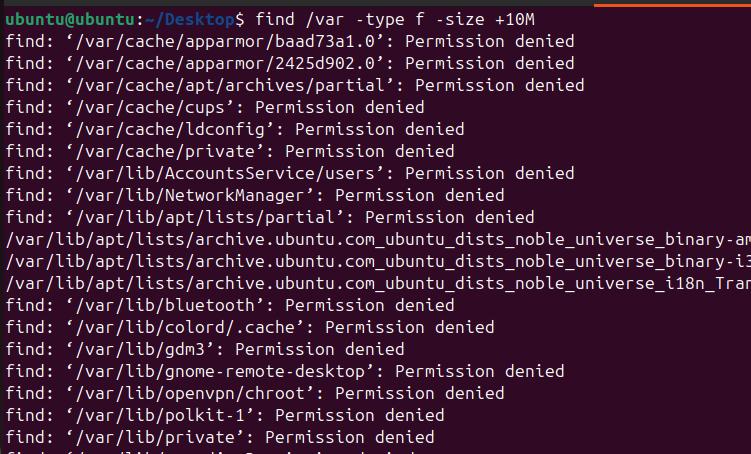 ubuntu@ubuntu:~/Desktop$ find /var -type f -size +10M
find: ‘/var/cache/apparmor/baad73a1.0’: Permission denied
find: ‘/var/cache/apparmor/2425d902.0’: Permission denied
find: ‘/var/cache/apt/archives/partial’: Permission denied
find: ‘/var/cache/cups’: Permission denied
find: ‘/var/cache/ldconfig’: Permission denied
find: ‘/var/cache/private’: Permission denied
find: ‘/var/lib/AccountsService/users’: Permission denied
find: ‘/var/lib/NetworkManager’: Permission denied
find: ‘/var/lib/apt/lists/partial’: Permission denied
/var/lib/apt/lists/archive.ubuntu.com_ubuntu_dists_noble_universe_binary-am
/var/lib/apt/lists/archive.ubuntu.com_ubuntu_dists_noble_universe_binary-i3
/var/lib/apt/lists/archive.ubuntu.com_ubuntu_dists_noble_universe_i18n_Tran
find: ‘/var/lib/bluetooth’: Permission denied
find: ‘/var/lib/colord/.cache’: Permission denied
find: ‘/var/lib/gdm3’: Permission denied
find: ‘/var/lib/gnome-remote-desktop’: Permission denied
find: ‘/var/lib/openvpn/chroot’: Permission denied
find: ‘/var/lib/polkit-1’: Permission denied
find: ‘/var/lib/private’: Permission denied